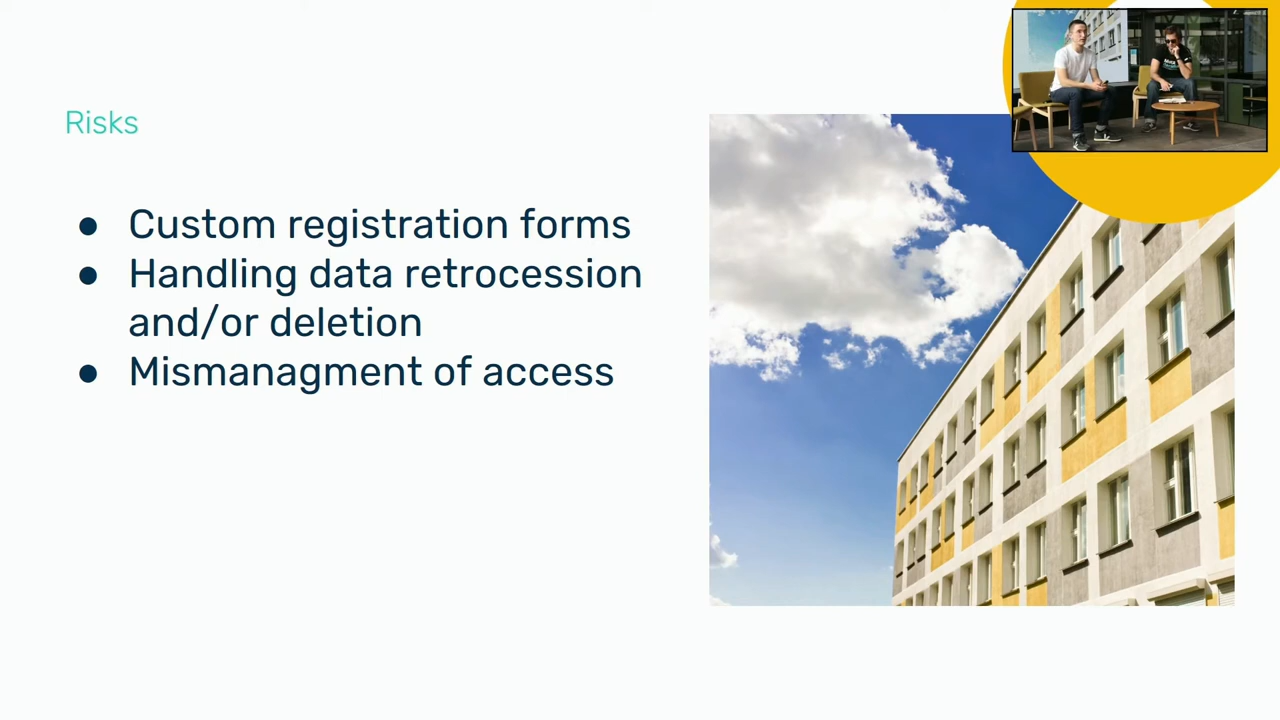 Risks
● Custom registration forms
● Handling data retrocession
and/or deletion
● Mismanagment of access